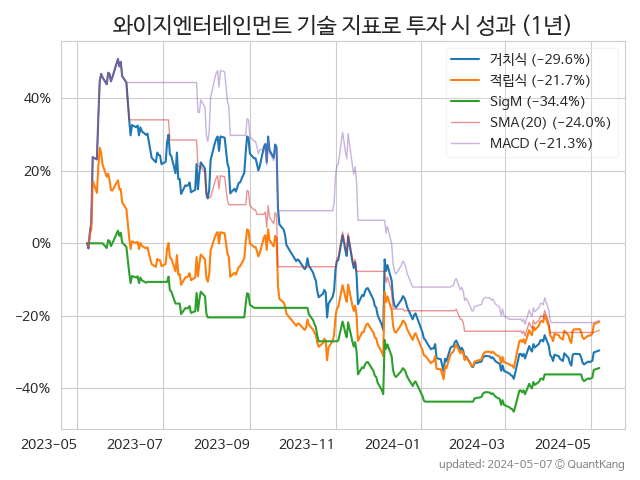 와이지엔터테인먼트 기술 지표로 투자 시 성과 (1년)
거치식 (−29.6%)
적립식 (−21.7%)
SigM (−34.4%)
SMA(20) (−24.0%)
MACD (−21.3%)
40%
20%
0%
−20%
−40%
2023−05 2023−07 2023−09 2023−11 2024−01 2024−03 2024−05
updated: 2024−05−07 © QuantKang